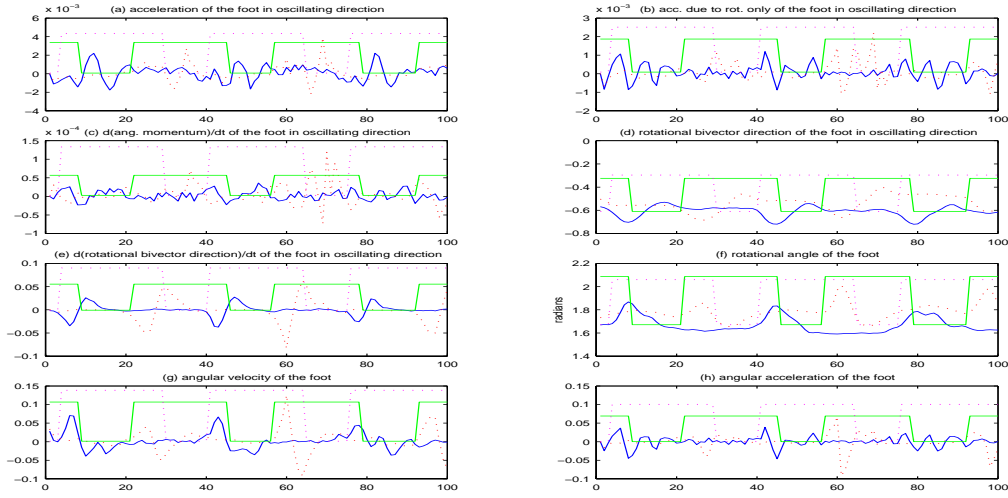 (a) acceleration of the foot in oscillating direction
x 10⁻³
6
4
2
0
−2
−4
0 20 40 60 80 100
(b) acc. due to rot. only of the foot in oscillating direction
x 10⁻³
3
2
1
0
−1
−2
0 20 40 60 80 100
(c) d(ang. momentum)/dt of the foot in oscillating direction
x 10⁻⁴
1.5
1
0.5
0
−0.5
−1
0 20 40 60 80 100
(d) rotational bivector direction of the foot in oscillating direction
0
−0.2
−0.4
−0.6
−0.8
0 20 40 60 80 100
(e) d(rotational bivector direction)/dt of the foot in oscillating direction
0.1
0.05
0
−0.05
−0.1
0 20 40 60 80 100
(f) rotational angle of the foot
radians
2.2
2
1.8
1.6
1.4
0 20 40 60 80 100
(g) angular velocity of the foot
0.15
0.1
0.05
0
−0.05
−0.1
0 20 40 60 80 100
(h) angular acceleration of the foot
0.15
0.1
0.05
0
−0.05
−0.1
0 20 40 60 80 100